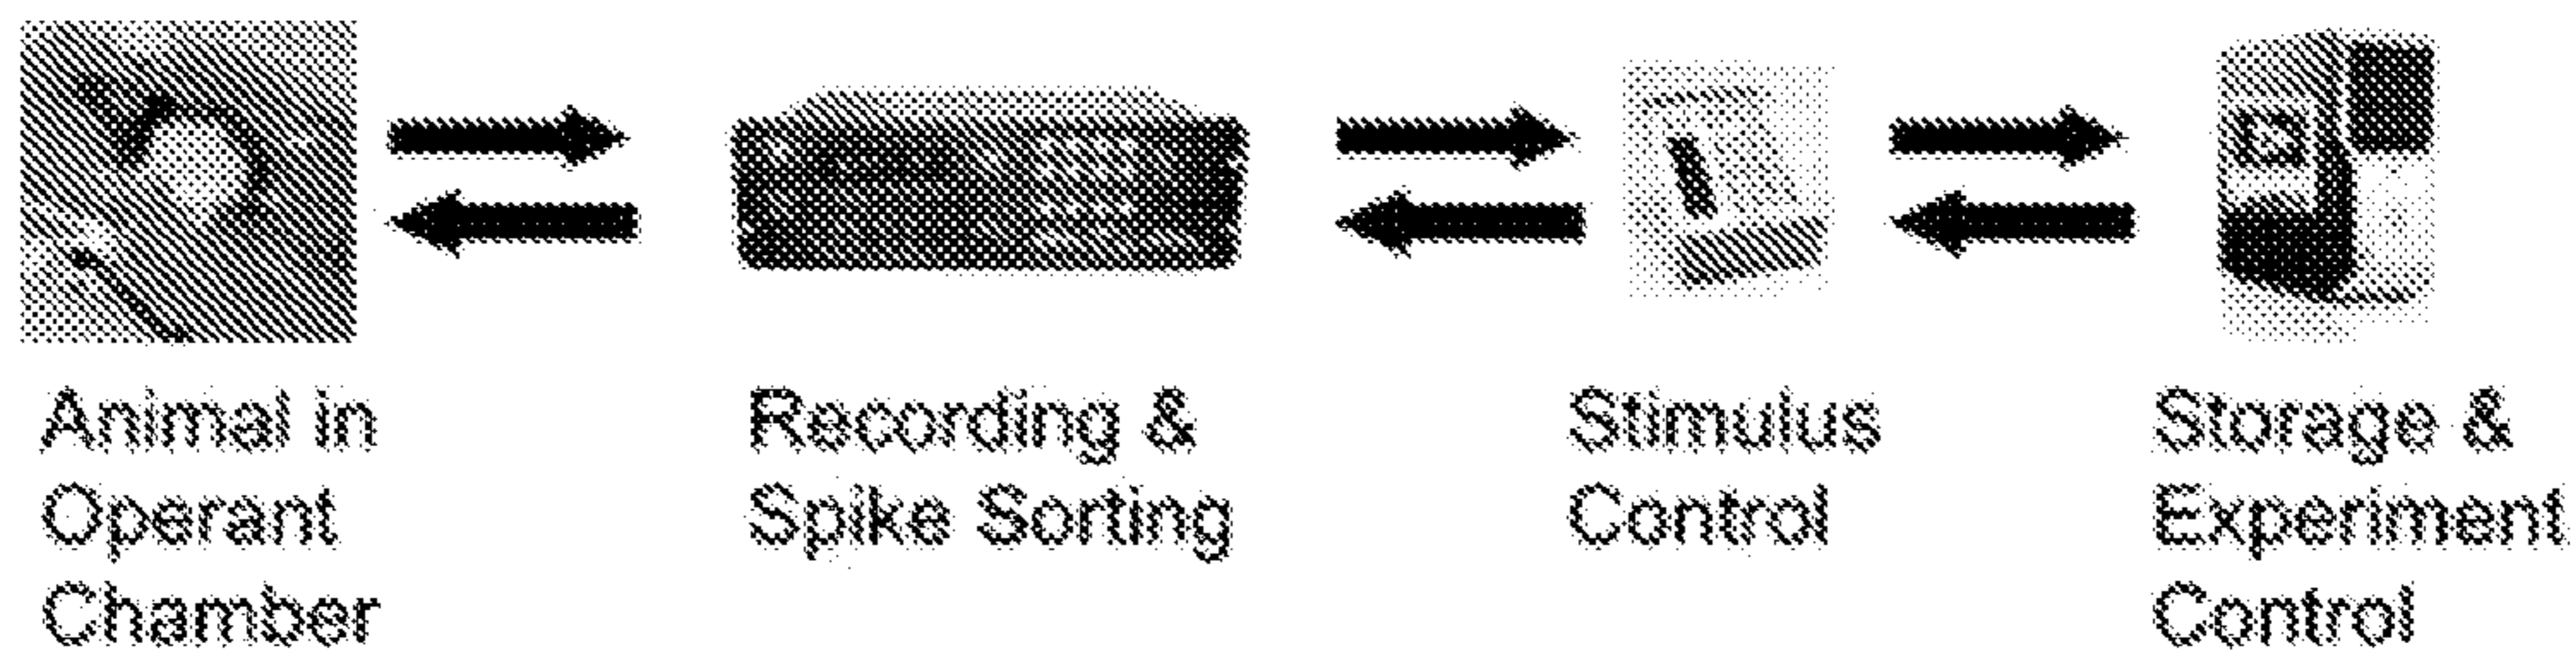 Animal in
Operant
Chamber
Recording &
Spike Sorting
Stimulus
Control
Storage &
Experiment
Control